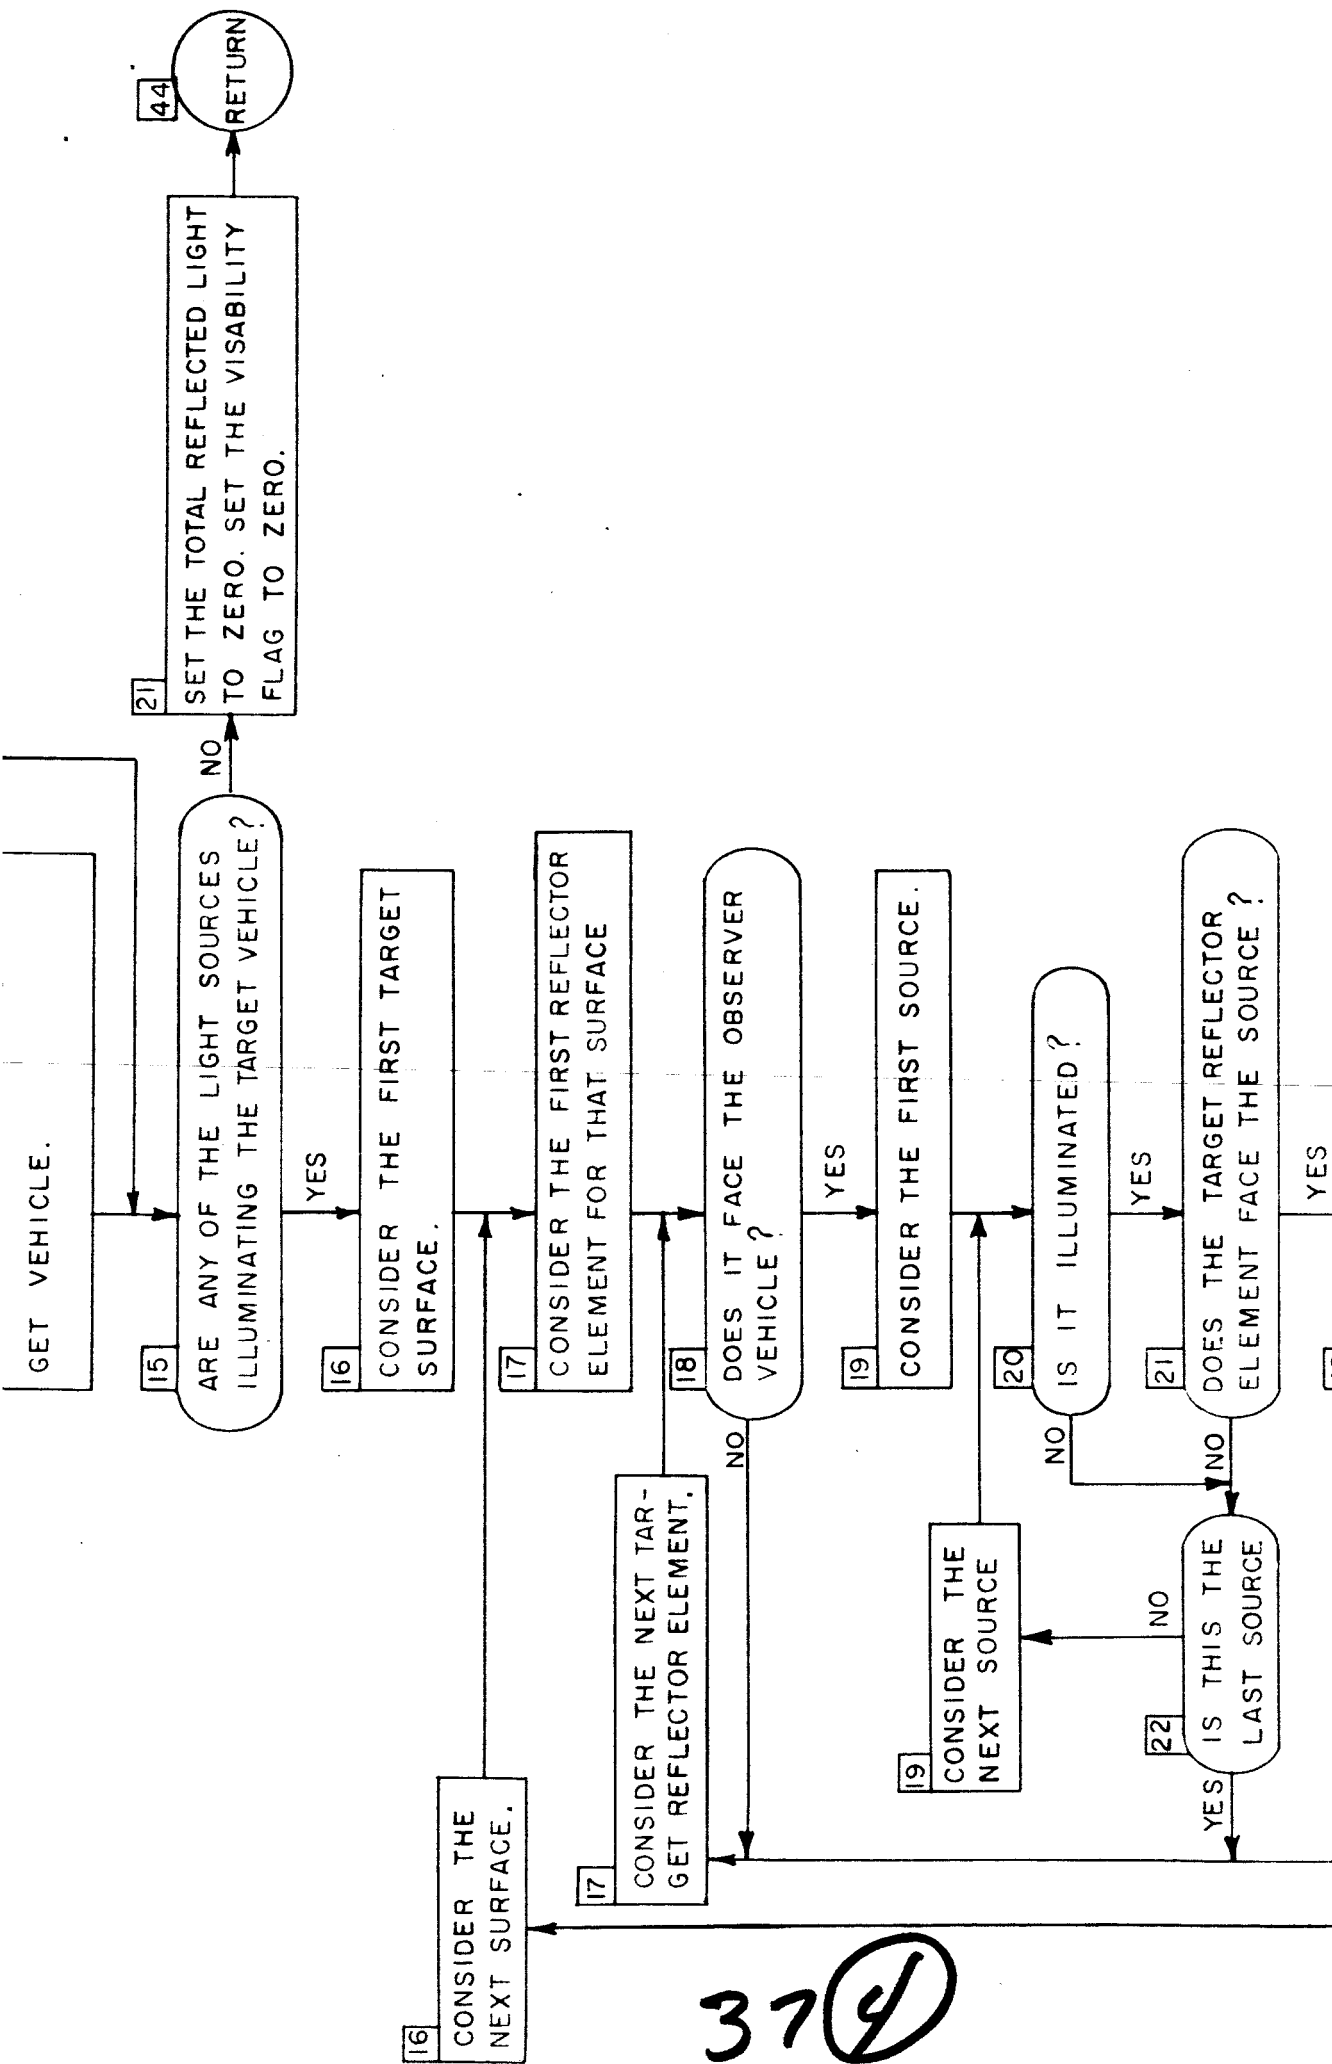 GET VEHICLE.
15
ARE ANY OF THE LIGHT SOURCES
ILLUMINATING THE TARGET VEHICLE?
NO
21
SET THE TOTAL REFLECTED LIGHT
TO ZERO. SET THE VISABILITY
FLAG TO ZERO.
44
RETURN
YES
16
CONSIDER THE FIRST TARGET
SURFACE.
16
CONSIDER THE
NEXT SURFACE.
17
CONSIDER THE FIRST REFLECTOR
ELEMENT FOR THAT SURFACE
17
CONSIDER THE NEXT TAR-
GET REFLECTOR ELEMENT.
18
DOES IT FACE THE OBSERVER
VEHICLE?
NO
YES
19
CONSIDER THE FIRST SOURCE.
19
CONSIDER THE
NEXT SOURCE
20
IS IT ILLUMINATED?
NO
YES
21
DOES THE TARGET REFLECTOR
ELEMENT FACE THE SOURCE?
NO
22
IS THIS THE
LAST SOURCE
NO
YES
YES
37 4